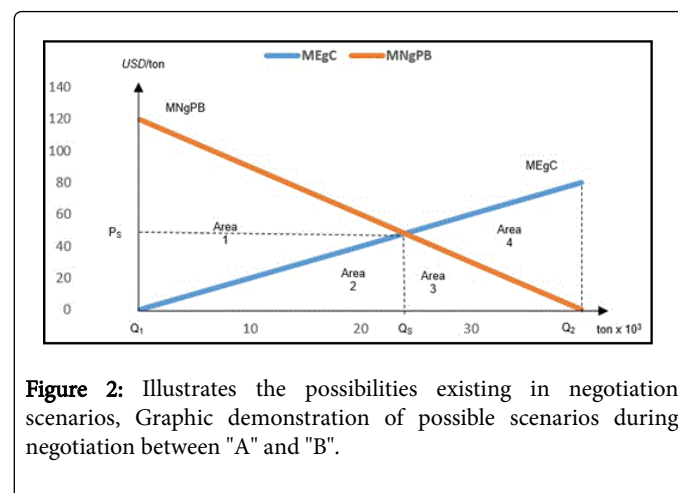 MEgC MNgPB
USD/ton
140
MNgPB
120
100
MEgC
80
60
Area
1
Area
4
Ps
40
Area
2
Area
3
20
0
Q1 10 20 Qs 30 Q2 ton x 10³
Figure 2: Illustrates the possibilities existing in negotiation
scenarios, Graphic demonstration of possible scenarios during
negotiation between "A" and "B".